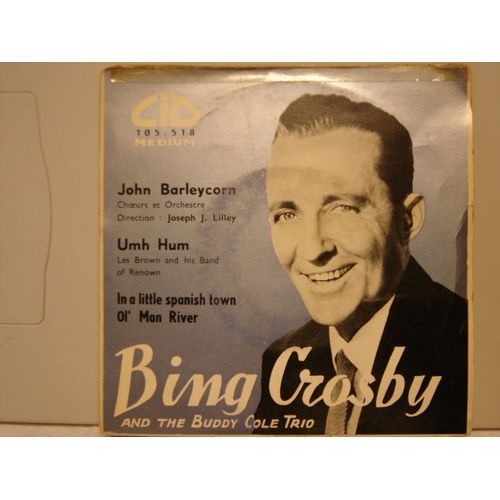 CID
105.518
MEDIUM
John Barleycorn
Chœurs et Orchestre
Direction : Joseph J. Lilley
Umh Hum
Les Brown and his Band
of Renown
In a little spanish town
Ol' Man River
Bing Crosby
AND THE BUDDY COLE TRIO